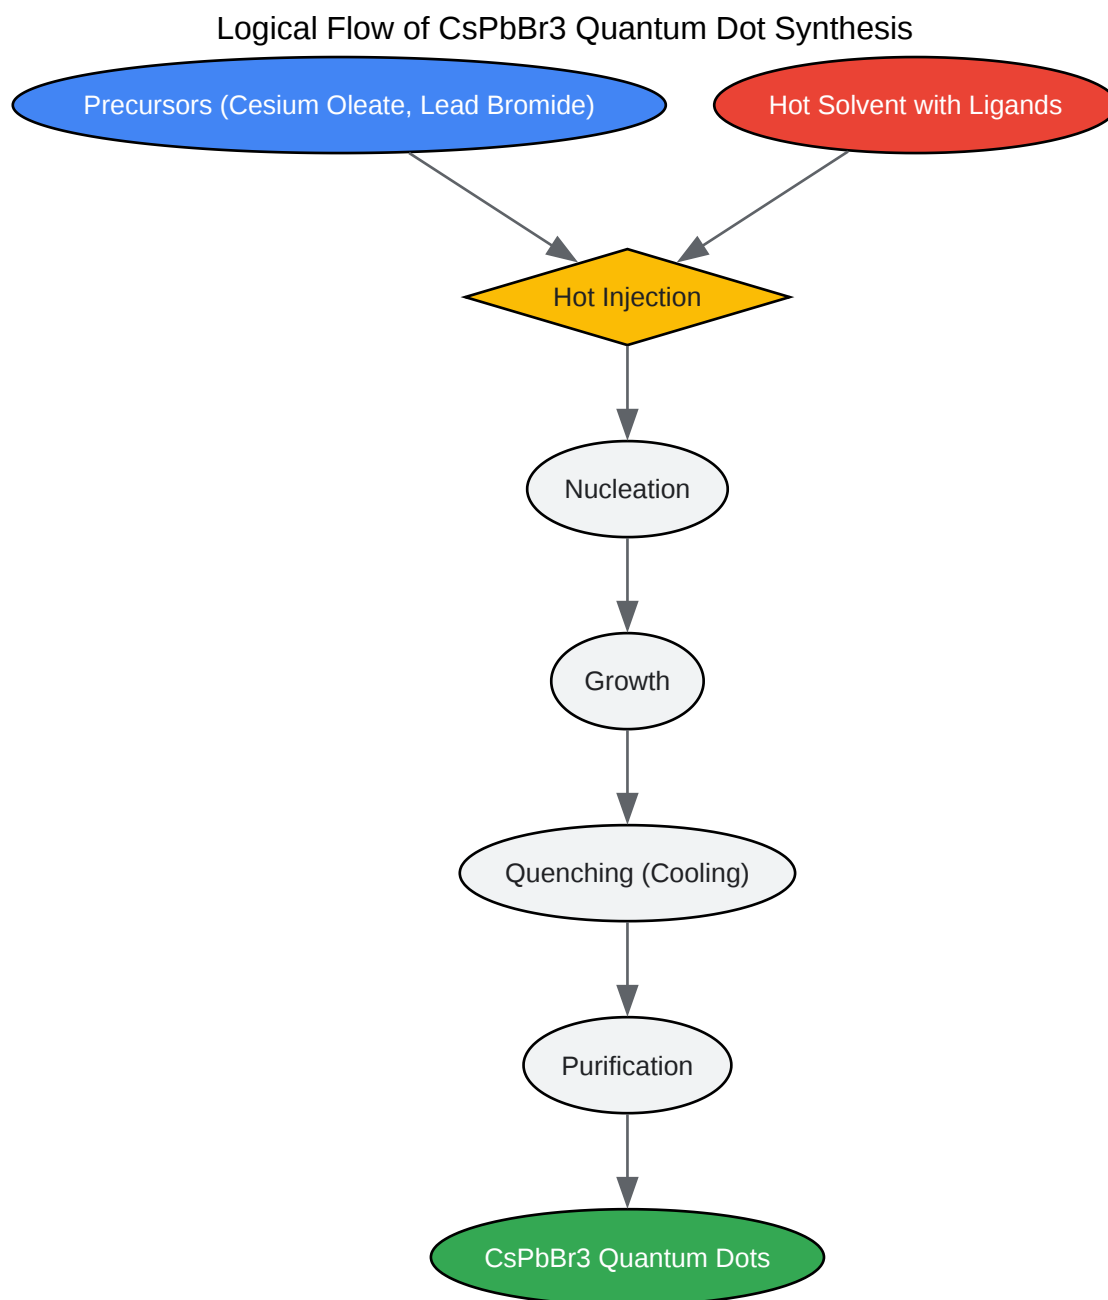 Logical Flow of CsPbBr3 Quantum Dot Synthesis
Precursors (Cesium Oleate, Lead Bromide)
Hot Solvent with Ligands
Hot Injection
Nucleation
Growth
Quenching (Cooling)
Purification
CsPbBr3 Quantum Dots